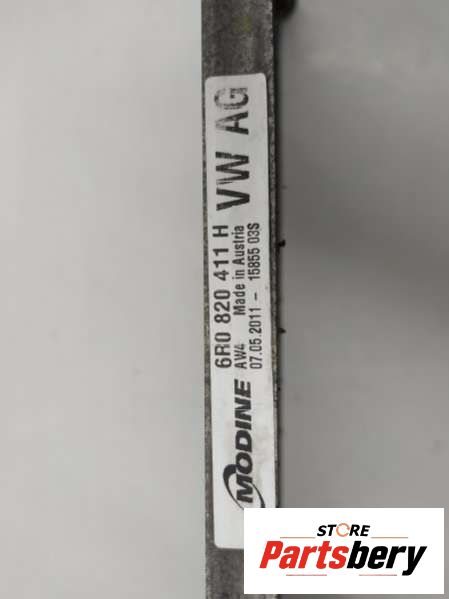 MODINE
6R0 820 411 H
AW4 Made in Austria
07.05.2011 - 15855 03S
VW AG
STORE
Partsbery